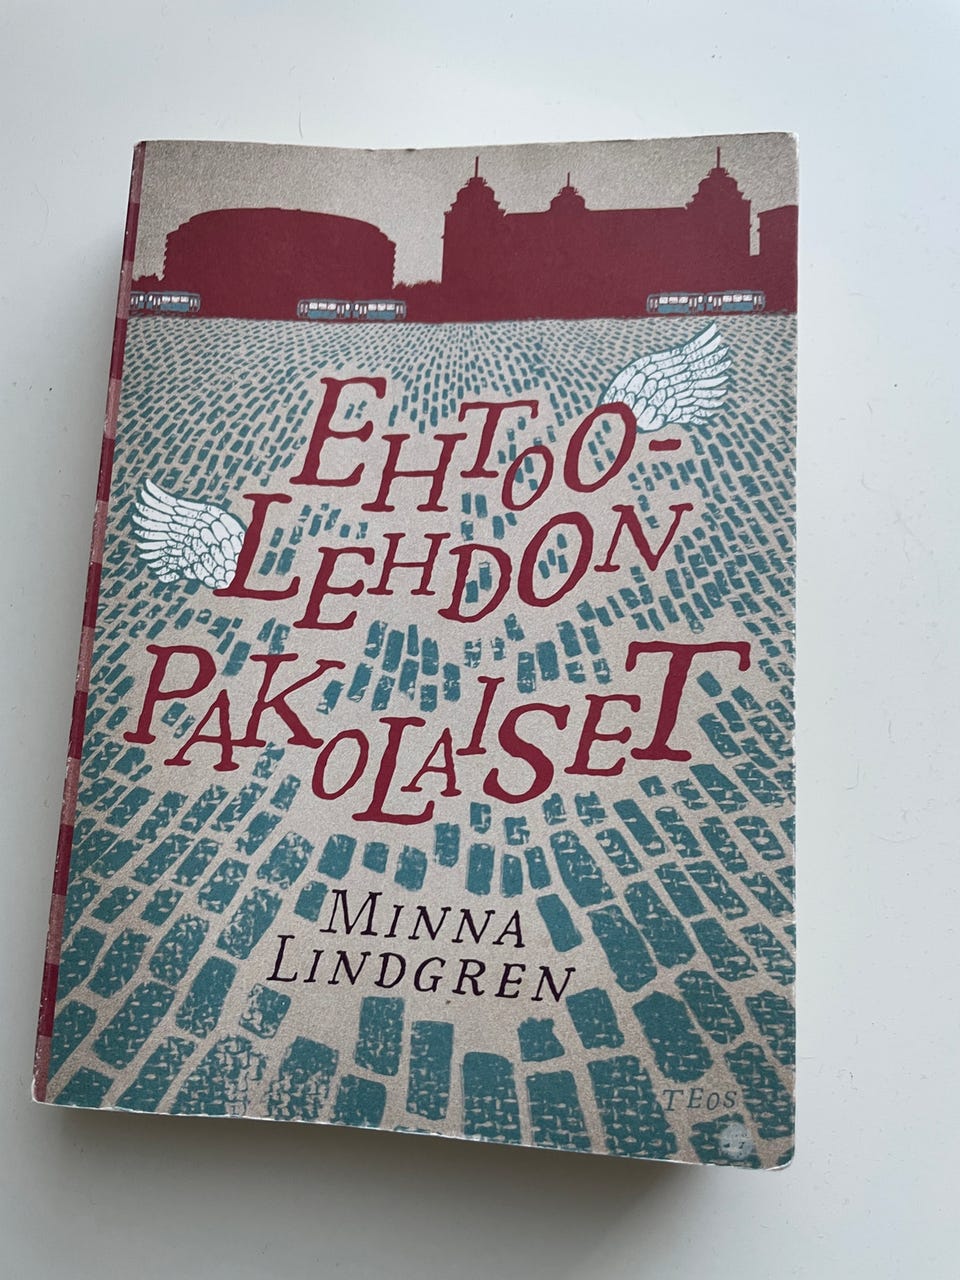 EHTOO-
LEHDON
PAKOLAISET
MINNA
LINDGREN
TEOS